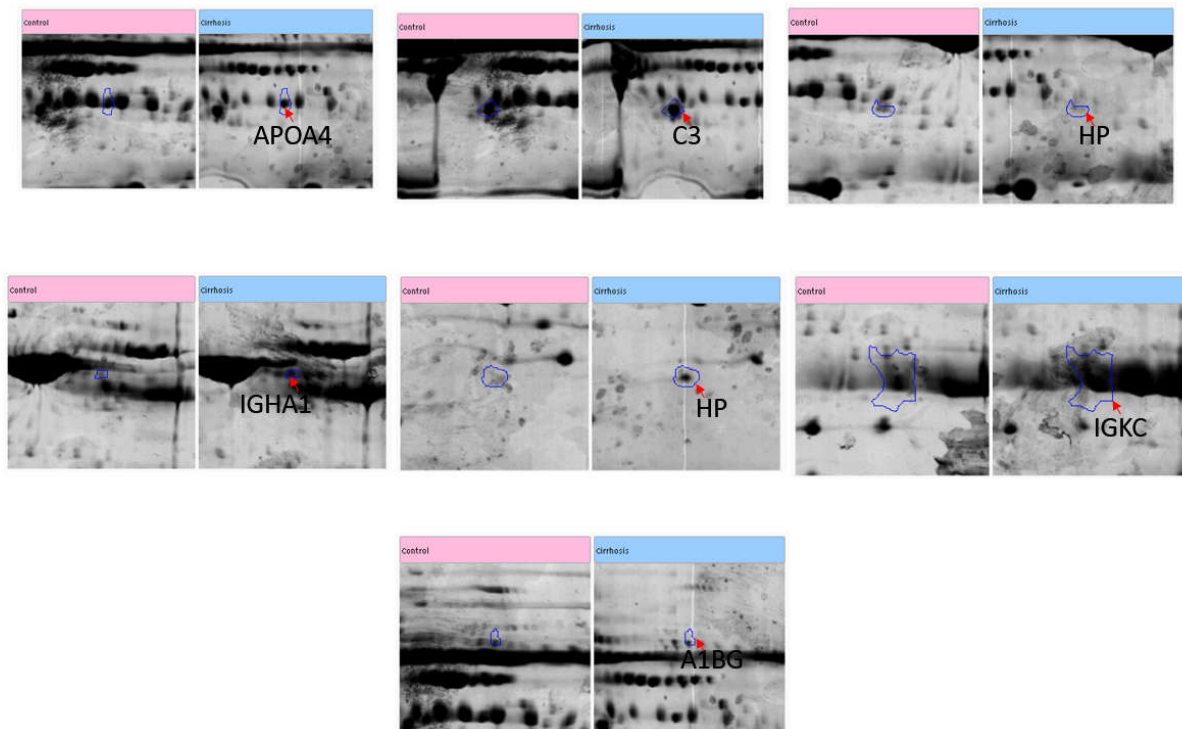 Control
Cirrhosis
APOA4
Control
Cirrhosis
C3
Control
Cirrhosis
HP
Control
Cirrhosis
IGHA1
Control
Cirrhosis
HP
Control
Cirrhosis
IGKC
Control
Cirrhosis
A1BG